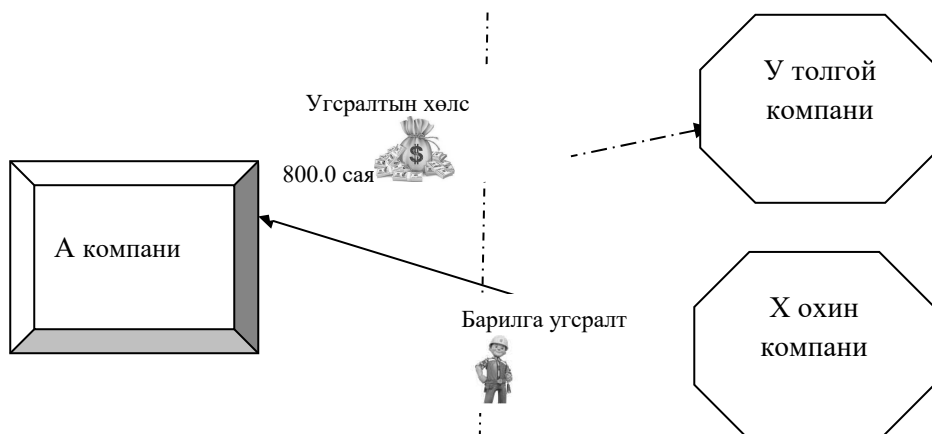 У толгой
компани
Угсралтын хөлс
$
800.0 сая
А компани
Х охин
компани
Барилга угсралт